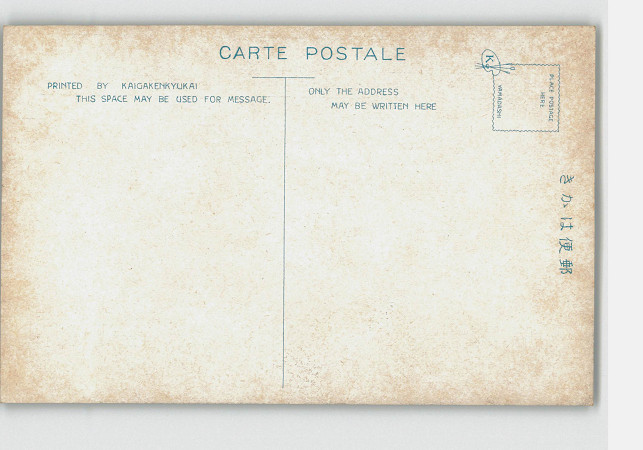 CARTE POSTALE
PRINTED BY KAIGAKENKYUKAI
THIS SPACE MAY BE USED FOR MESSAGE.
ONLY THE ADDRESS
MAY BE WRITTEN HERE
K
PLACE POSTAGE
HERE
きかは便郵